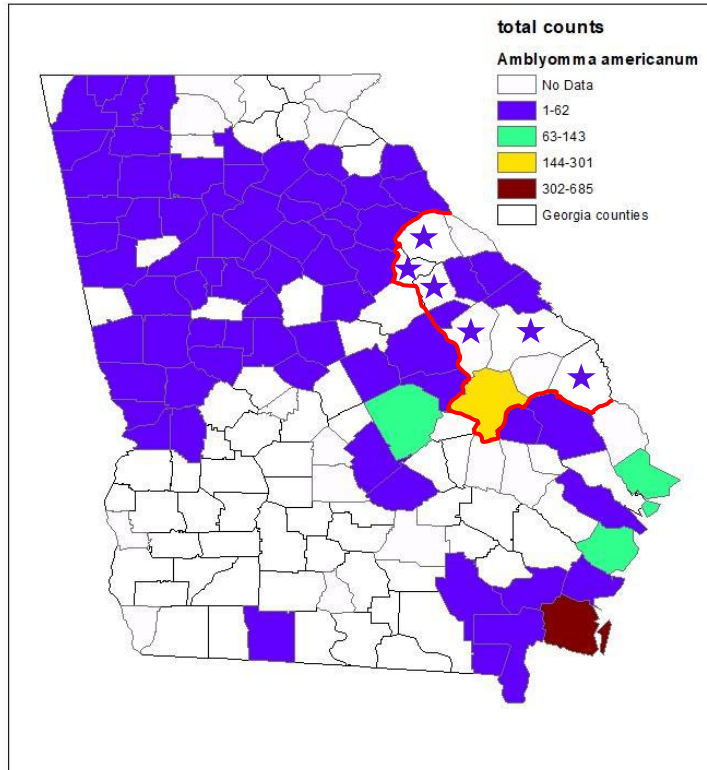 total counts
Amblyomma americanum
No Data
1-62
63-143
144-301
302-685
Georgia counties